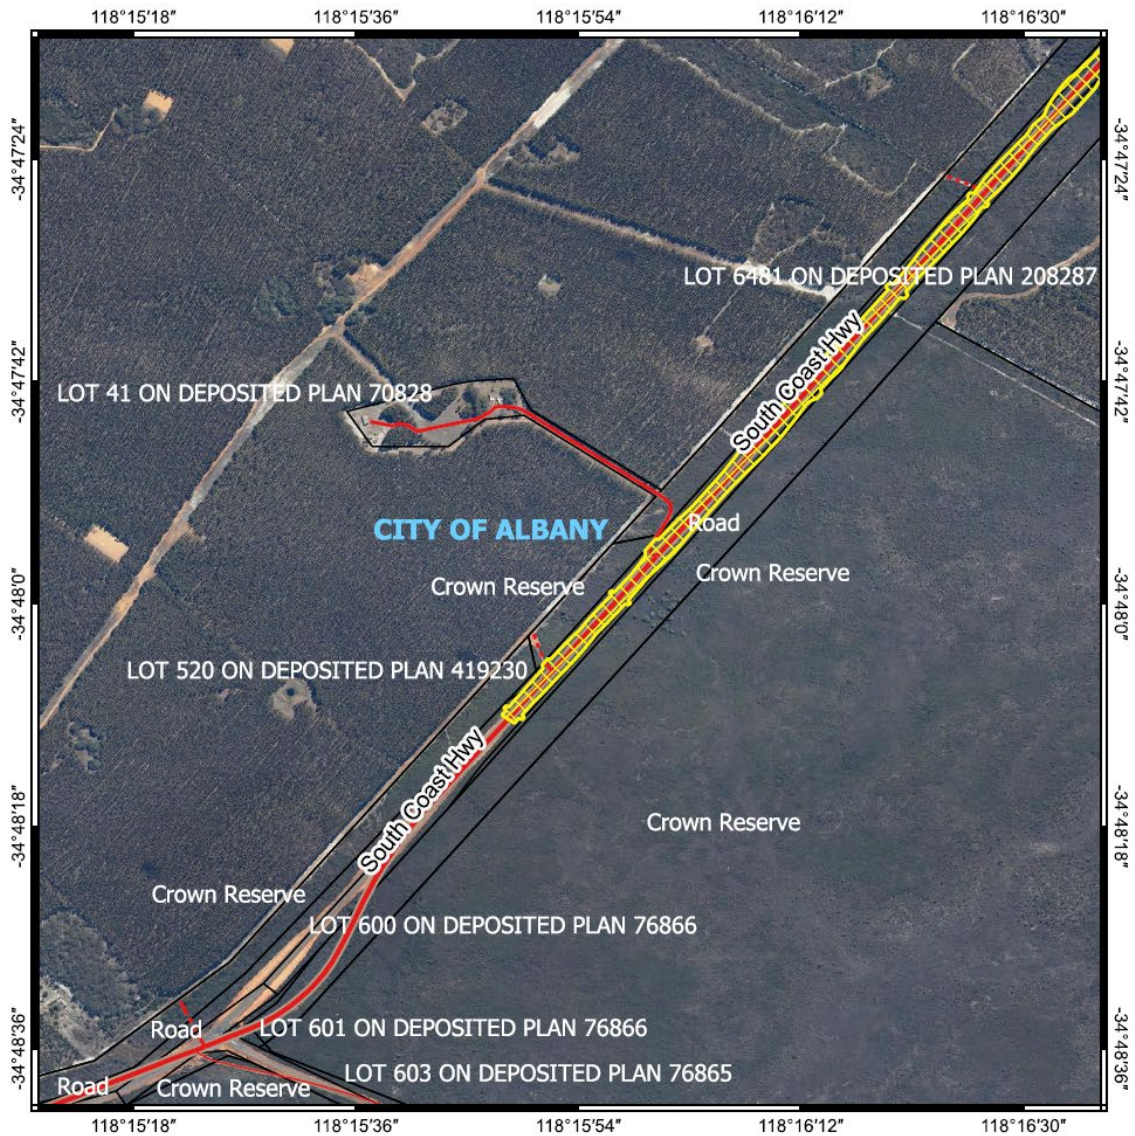 118°15'18" 118°15'36" 118°15'54" 118°16'12" 118°16'30"
-34°47'24"
-34°47'24"
LOT 6481 ON DEPOSITED PLAN 208287
South Coast Hwy
-34°47'42"
-34°47'42"
LOT 41 ON DEPOSITED PLAN 70828
CITY OF ALBANY
Road
Crown Reserve
Crown Reserve
-34°48'0"
-34°48'0"
LOT 520 ON DEPOSITED PLAN 419230
South Coast Hwy
-34°48'18"
-34°48'18"
Crown Reserve
Crown Reserve
LOT 600 ON DEPOSITED PLAN 76866
Road
LOT 601 ON DEPOSITED PLAN 76866
-34°48'36"
-34°48'36"
LOT 603 ON DEPOSITED PLAN 76865
Road
Crown Reserve
118°15'18" 118°15'36" 118°15'54" 118°16'12" 118°16'30"